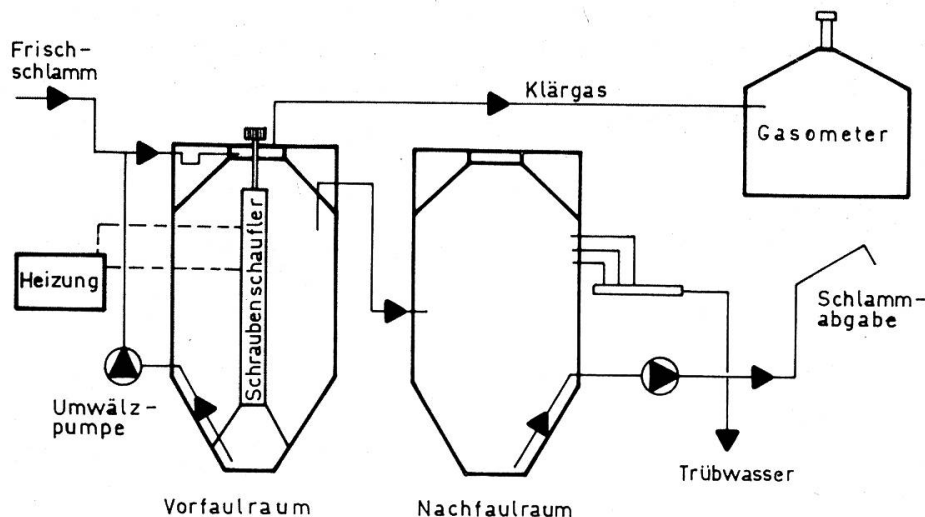 Frisch-
schlamm
Klärgas
Gasometer
Heizung
Schraubenschaufler
Schlamm-
abgabe
Umwälz-
pumpe
Trübwasser
Vorfaulraum
Nachfaulraum